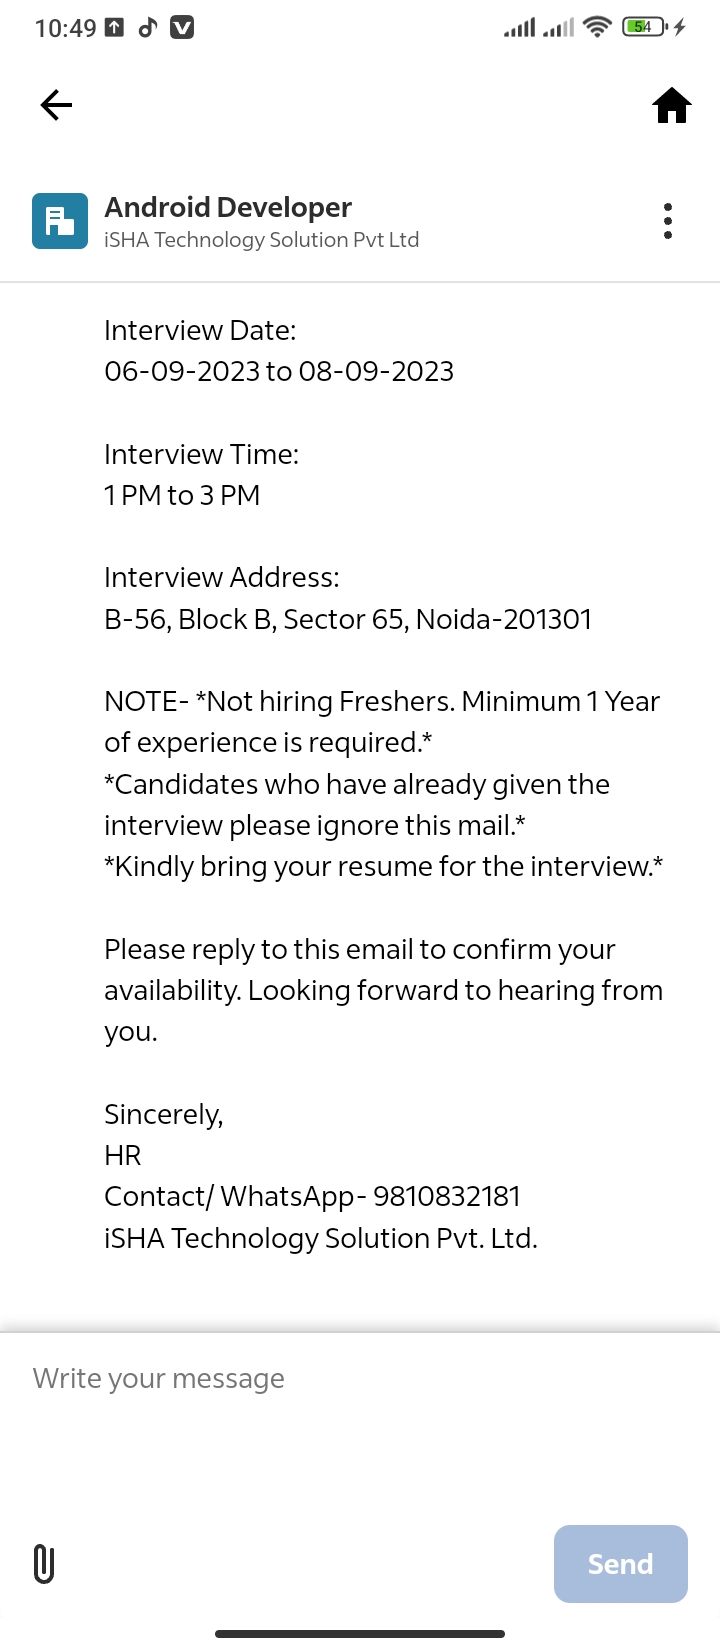 10:49
54
Android Developer
iSHA Technology Solution Pvt Ltd
Interview Date:
06-09-2023 to 08-09-2023
Interview Time:
1 PM to 3 PM
Interview Address:
B-56, Block B, Sector 65, Noida-201301
NOTE- *Not hiring Freshers. Minimum 1 Year
of experience is required.*
*Candidates who have already given the
interview please ignore this mail.*
*Kindly bring your resume for the interview.*
Please reply to this email to confirm your
availability. Looking forward to hearing from
you.
Sincerely,
HR
Contact/ WhatsApp- 9810832181
iSHA Technology Solution Pvt. Ltd.
Write your message
Send